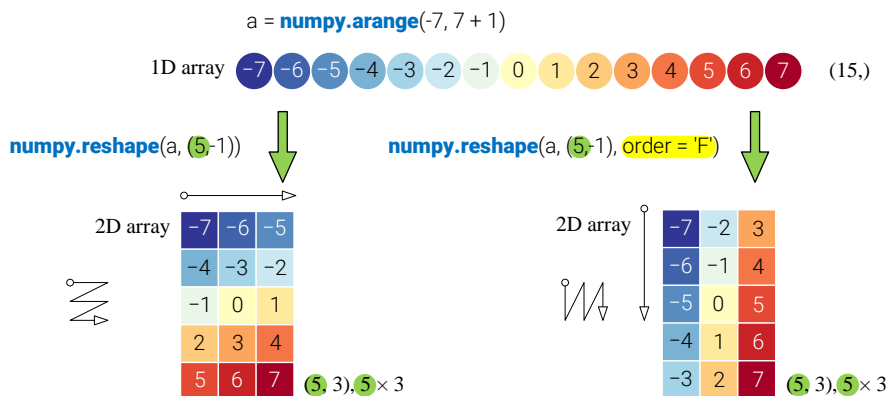 a = numpy.arange(-7, 7 + 1)
1D array −7 −6 −5 −4 −3 −2 −1 0 1 2 3 4 5 6 7 (15,)
numpy.reshape(a, (5,-1))
2D array
−7 −6 −5
−4 −3 −2
−1 0 1
2 3 4
5 6 7
(5, 3), 5 × 3
numpy.reshape(a, (5,-1), order = 'F')
2D array
−7 −2 3
−6 −1 4
−5 0 5
−4 1 6
−3 2 7
(5, 3), 5 × 3